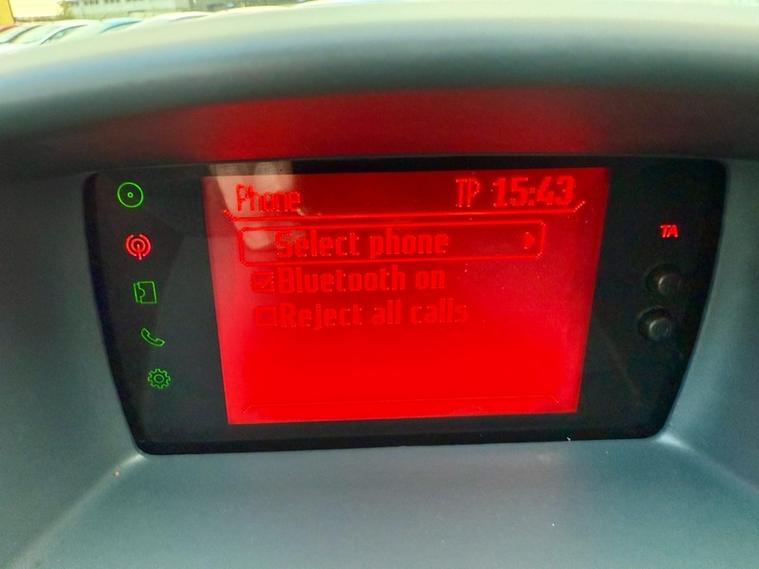 Phone TP 15:43
Select phone
TA
Bluetooth on
Reject all calls